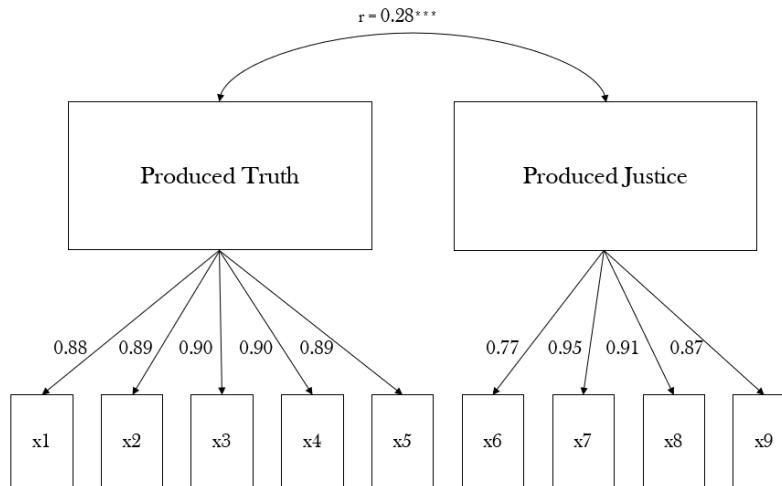 r = 0.28***
Produced Truth
Produced Justice
0.88
0.89
0.90
0.90
0.89
0.77
0.95
0.91
0.87
x1
x2
x3
x4
x5
x6
x7
x8
x9